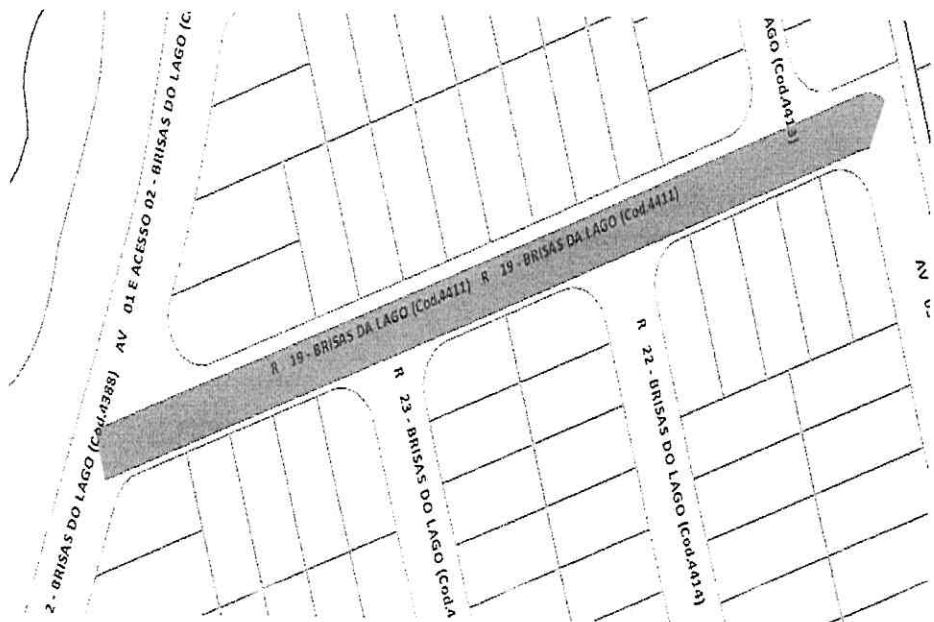 AGO (Cod.4413)
AV 01 E ACESSO 02 - BRISAS DO LAGO (C
R 19 - BRISAS DA LAGO (Cod.4411)
R 19 - BRISAS DA LAGO (Cod.4411)
AV
2 - BRISAS DO LAGO (Cod.4388)
R 23 - BRISAS DO LAGO (Cod.4
R 22 - BRISAS DO LAGO (Cod.4414)